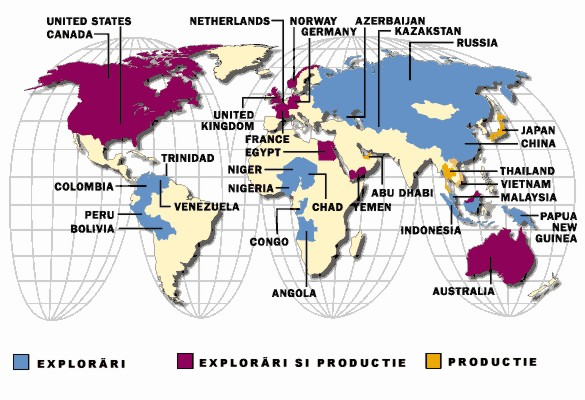 UNITED STATES
CANADA
NETHERLANDS
NORWAY
GERMANY
AZERBAIJAN
KAZAKSTAN
RUSSIA
UNITED
KINGDOM
FRANCE
EGYPT
NIGER
NIGERIA
CHAD
YEMEN
ABU DHABI
JAPAN
CHINA
THAILAND
VIETNAM
MALAYSIA
PAPUA
NEW
GUINEA
INDONESIA
AUSTRALIA
TRINIDAD
COLOMBIA
VENEZUELA
PERU
BOLIVIA
CONGO
ANGOLA
EXPLORĂRI
EXPLORĂRI SI PRODUCTIE
PRODUCTIE